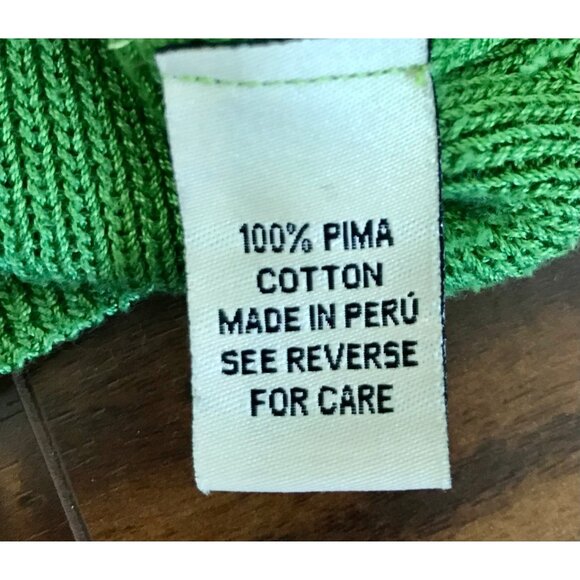 100% PIMA
COTTON
MADE IN PERÚ
SEE REVERSE
FOR CARE